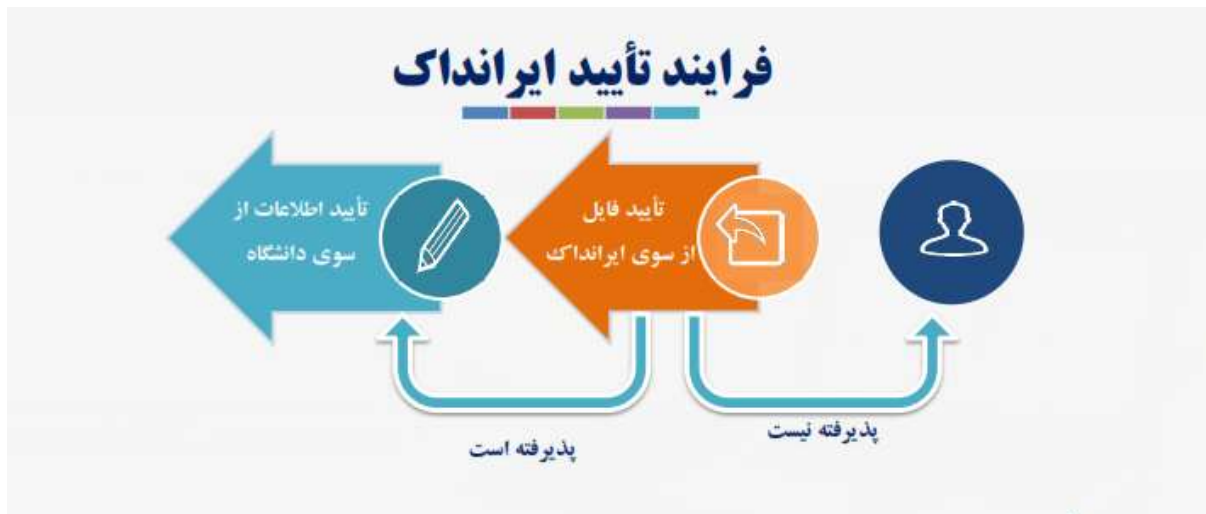 فرایند تأیید ایرانداک
تأیید فایل
از سوی ایرانداک
تأیید اطلاعات از
سوی دانشگاه
پذیرفته نیست
پذیرفته است